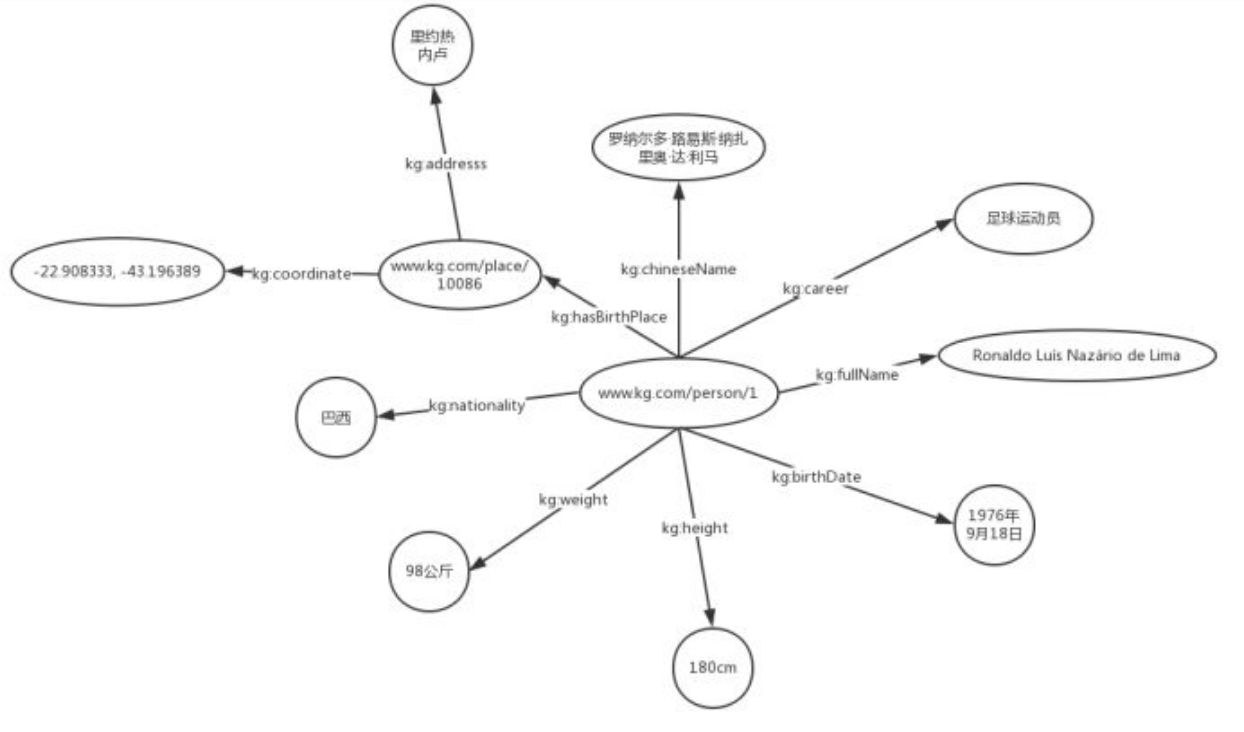 里约热
内卢
罗纳尔多·路易斯·纳扎
里奥·达·利马
kg:addresss
足球运动员
-22.908333, -43.196389
kg:coordinate
www.kg.com/place/
10086
kg:chineseName
kg:career
kg:hasBirthPlace
Ronaldo Luís Nazário de Lima
kg:fullName
www.kg.com/person/1
kg:nationality
巴西
kg:birthDate
kg:weight
kg:height
1976年
9月18日
98公斤
180cm